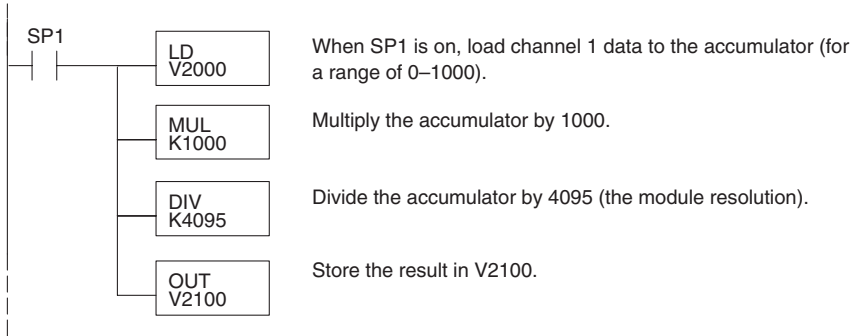 SP1
LD
V2000
When SP1 is on, load channel 1 data to the accumulator (for
a range of 0–1000).
MUL
K1000
Multiply the accumulator by 1000.
DIV
K4095
Divide the accumulator by 4095 (the module resolution).
OUT
V2100
Store the result in V2100.